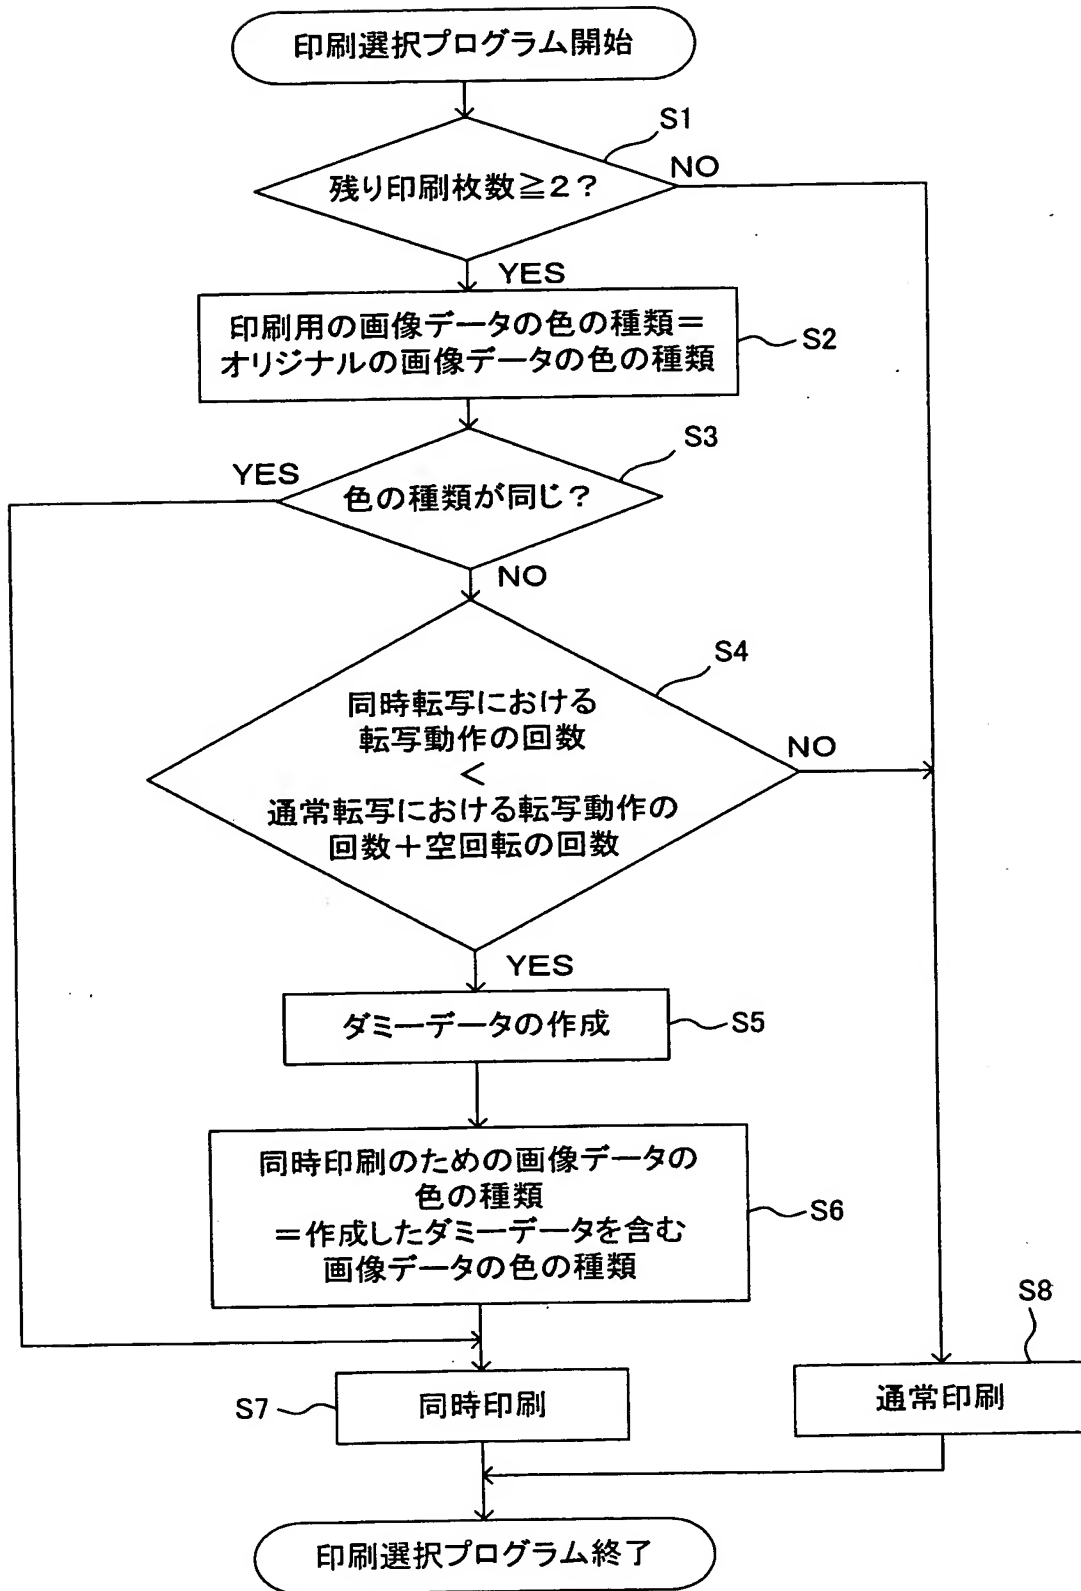 印刷選択プログラム開始
S1
残り印刷枚数≧2?
NO
YES
印刷用の画像データの色の種類=
オリジナルの画像データの色の種類
S2
S3
YES
色の種類が同じ?
NO
S4
同時転写における
転写動作の回数
<
通常転写における転写動作の
回数+空回転の回数
NO
YES
ダミーデータの作成
S5
同時印刷のための画像データの
色の種類
=作成したダミーデータを含む
画像データの色の種類
S6
S8
S7
同時印刷
通常印刷
印刷選択プログラム終了